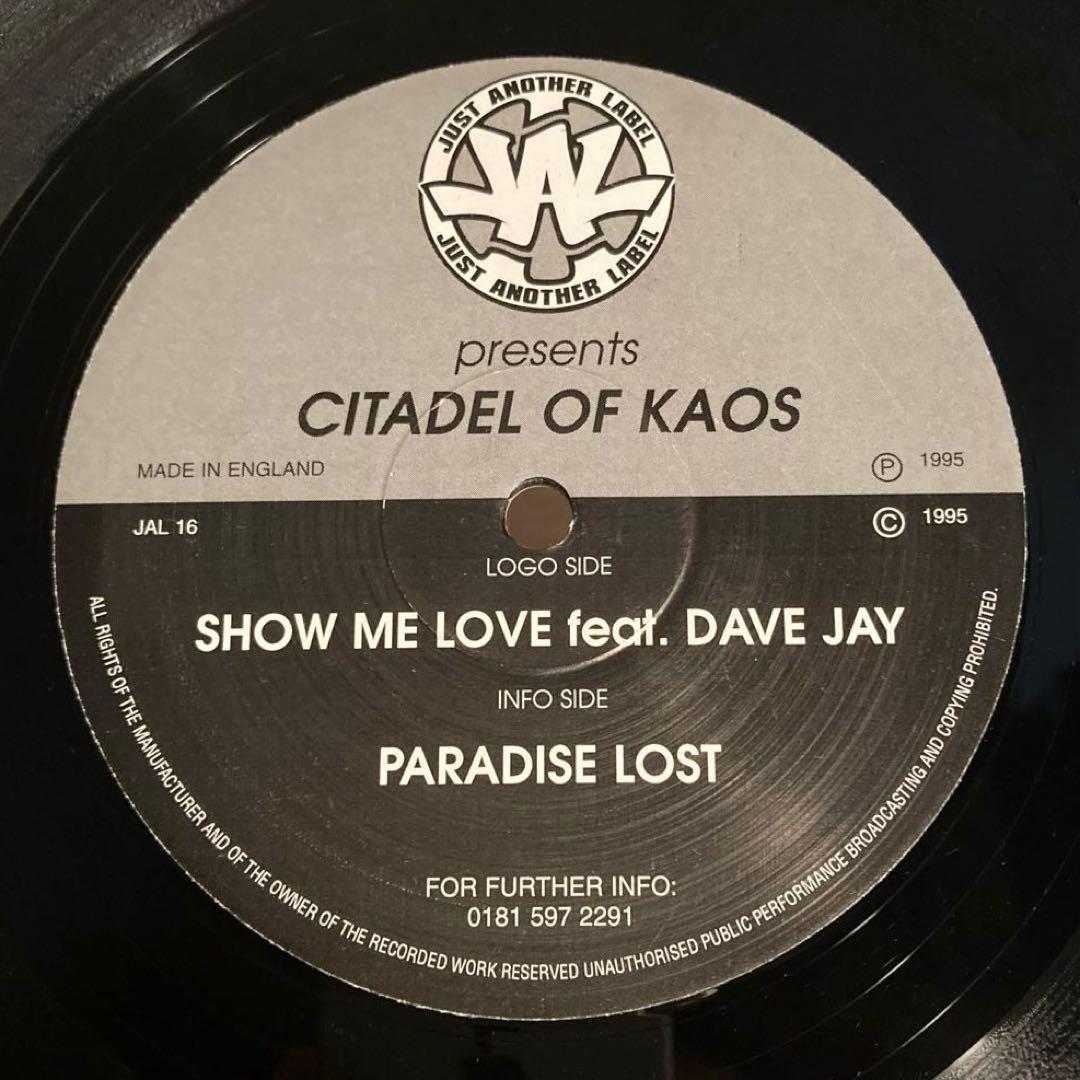 JUST ANOTHER LABEL
JAL
JUST ANOTHER LABEL
presents
CITADEL OF KAOS
MADE IN ENGLAND
Ⓟ 1995
JAL 16
© 1995
LOGO SIDE
SHOW ME LOVE feat. DAVE JAY
INFO SIDE
PARADISE LOST
FOR FURTHER INFO:
0181 597 2291
ALL RIGHTS OF THE MANUFACTURER AND OF THE OWNER OF THE RECORDED WORK RESERVED UNAUTHORISED PUBLIC PERFORMANCE BROADCASTING AND COPYING PROHIBITED.